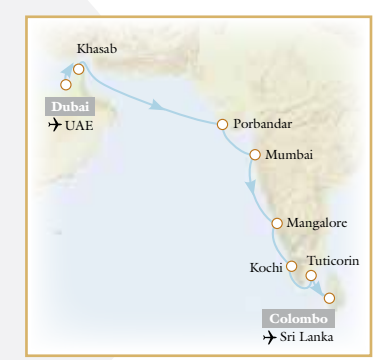 Khasab
Dubai
UAE
Porbandar
Mumbai
Mangalore
Kochi
Tuticorin
Colombo
Sri Lanka